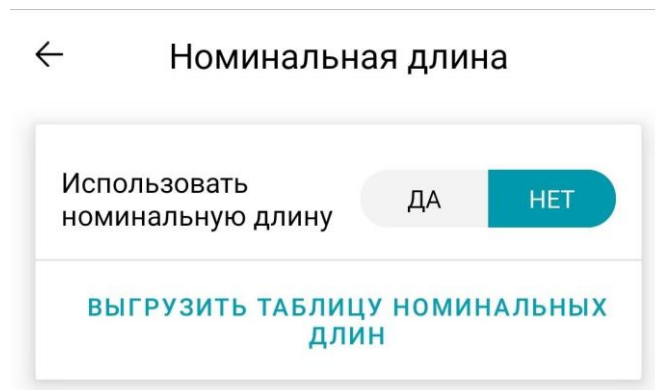 Номинальная длина
Использовать
номинальную длину
ДА
НЕТ
ВЫГРУЗИТЬ ТАБЛИЦУ НОМИНАЛЬНЫХ
ДЛИН